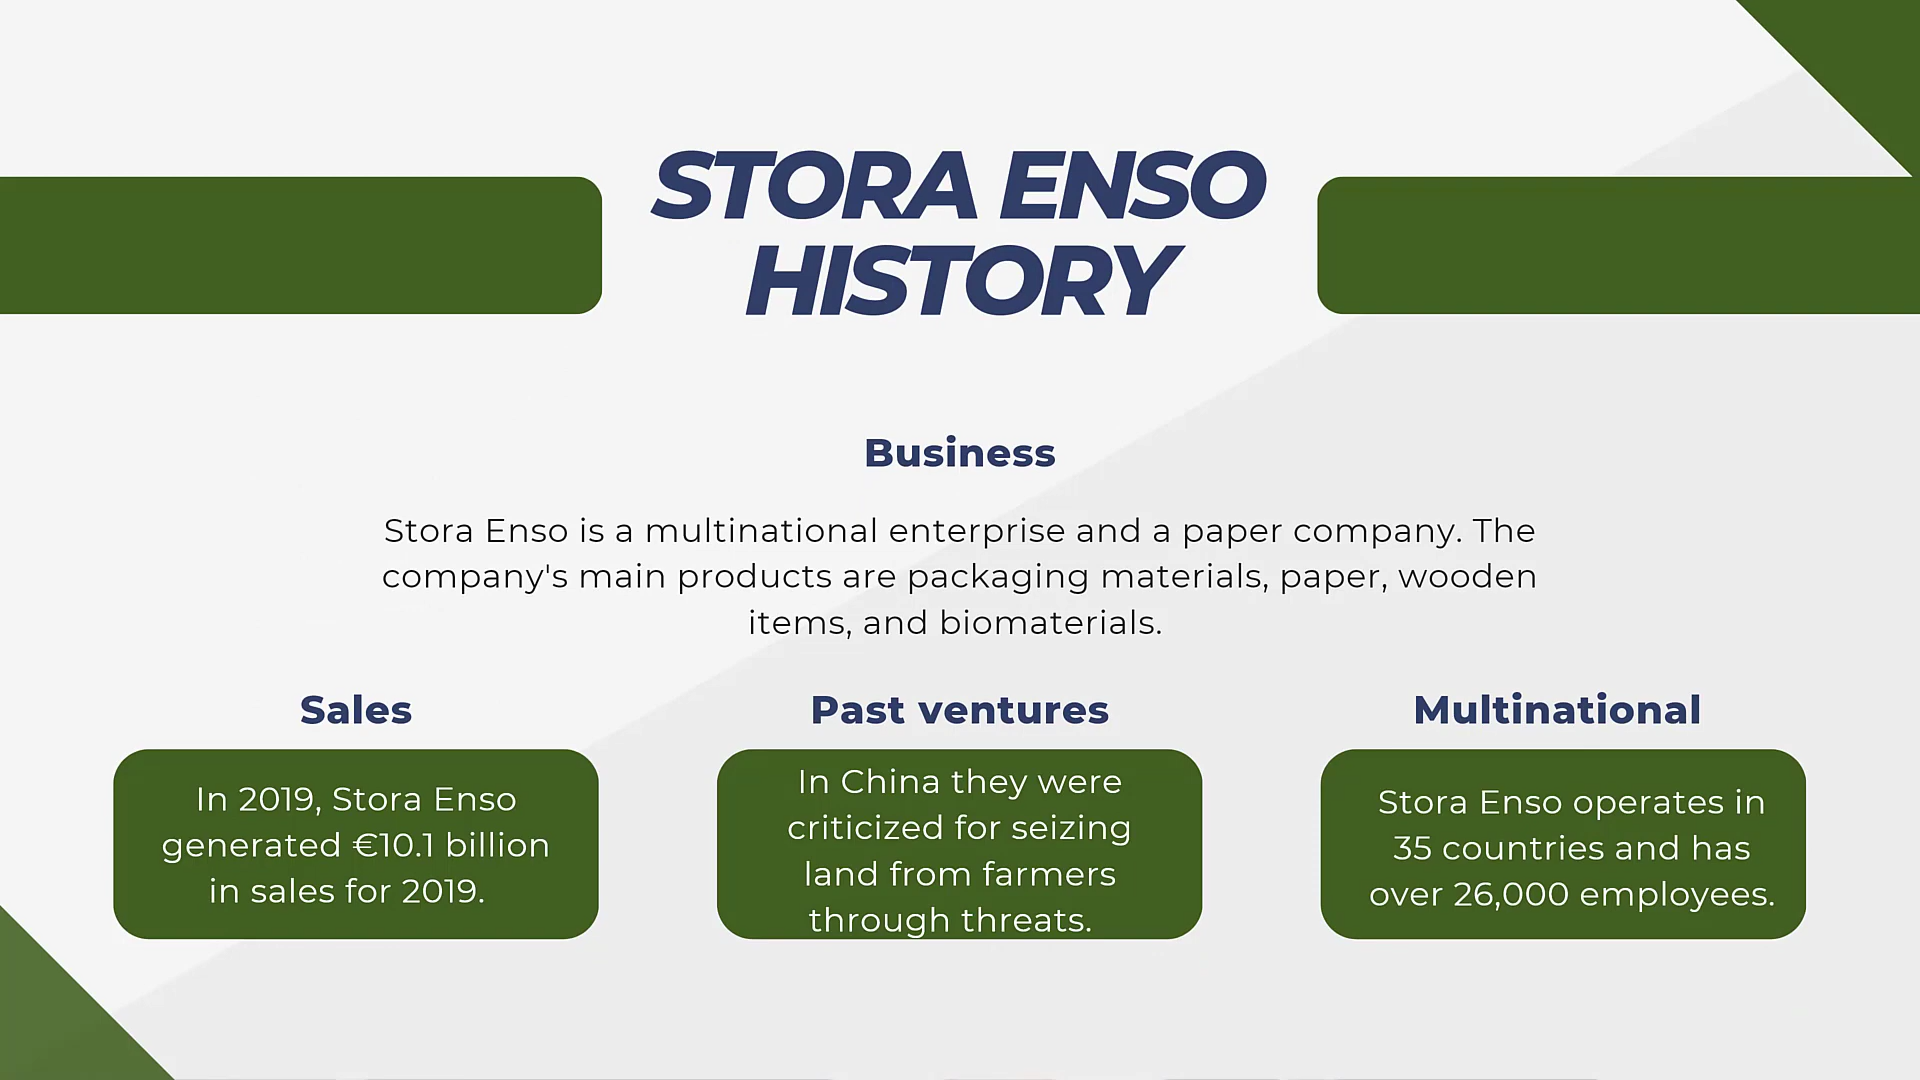 STORA ENSO
HISTORY
Business
Stora Enso is a multinational enterprise and a paper company. The
company's main products are packaging materials, paper, wooden
items, and biomaterials.
Sales
In 2019, Stora Enso
generated €10.1 billion
in sales for 2019.
Past ventures
In China they were
criticized for seizing
land from farmers
through threats.
Multinational
Stora Enso operates in
35 countries and has
over 26,000 employees.